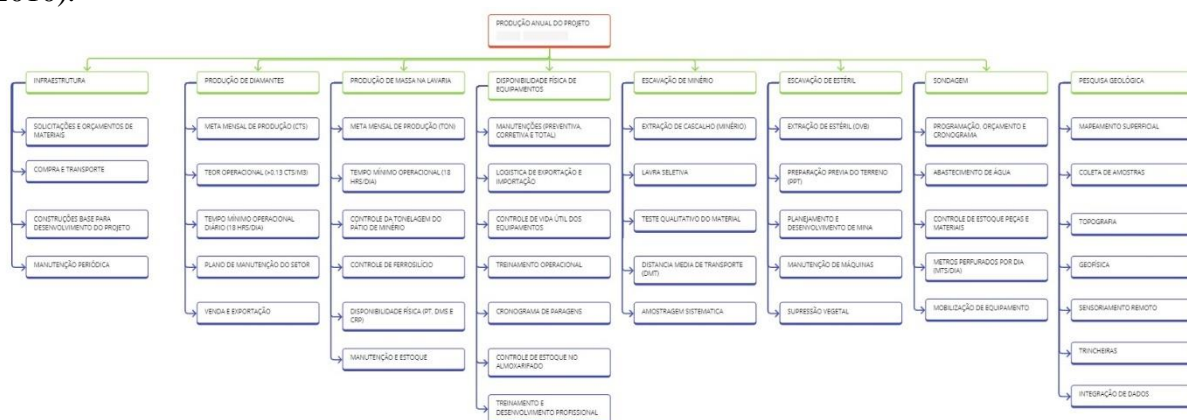 2010).
PRODUÇÃO ANUAL DO PROJETO
INFRAESTRUTURA
SOLICITAÇÕES E ORÇAMENTOS DE
MATERIAIS
COMPRA E TRANSPORTE
CONSTRUÇÕES BASE PARA
DESENVOLVIMENTO DO PROJETO
MANUTENÇÃO PERIÓDICA
PRODUÇÃO DE DIAMANTES
META MENSAL DE PRODUÇÃO (CTS)
TEOR OPERACIONAL (>0.13 CTS/M3)
TEMPO MÍNIMO OPERACIONAL
DIÁRIO (18 HRS/DIA)
PLANO DE MANUTENÇÃO DO SETOR
VENDA E EXPORTAÇÃO
PRODUÇÃO DE MASSA NA LAVARIA
META MENSAL DE PRODUÇÃO (TON)
TEMPO MÍNIMO OPERACIONAL (18
HRS/DIA)
CONTROLE DA TONELAGEM DO
PÁTIO DE MINÉRIO
CONTROLE DE FERROSILÍCIO
DISPONIBILIDADE FÍSICA (PT, DMS E
CRP)
MANUTENÇÃO E ESTOQUE
DISPONIBILIDADE FÍSICA DE
EQUIPAMENTOS
MANUTENÇÕES (PREVENTIVA,
CORRETIVA E TOTAL)
LOGISTICA DE EXPORTAÇÃO E
IMPORTAÇÃO
CONTROLE DE VIDA ÚTIL DOS
EQUIPAMENTOS
TREINAMENTO OPERACIONAL
CRONOGRAMA DE PARAGENS
CONTROLE DE ESTOQUE NO
ALMOXARIFADO
TREINAMENTO E
DESENVOLVIMENTO PROFISSIONAL
ESCAVAÇÃO DE MINÉRIO
EXTRAÇÃO DE CASCALHO (MINÉRIO)
LAVRA SELETIVA
TESTE QUALITATIVO DO MATERIAL
DISTANCIA MEDIA DE TRANSPORTE
(DMT)
AMOSTRAGEM SISTEMATICA
ESCAVAÇÃO DE ESTÉRIL
EXTRAÇÃO DE ESTÉRIL (OVB)
PREPARAÇÃO PREVIA DO TERRENO
(PPT)
PLANEJAMENTO E
DESENVOLVIMENTO DE MINA
MANUTENÇÃO DE MÁQUINAS
SUPRESSÃO VEGETAL
SONDAGEM
PROGRAMAÇÃO, ORÇAMENTO E
CRONOGRAMA
ABASTECIMENTO DE ÁGUA
CONTROLE DE ESTOQUE PEÇAS E
MATERIAIS
METROS PERFURADOS POR DIA
(MTS/DIA)
MOBILIZAÇÃO DE EQUIPAMENTO
PESQUISA GEOLÓGICA
MAPEAMENTO SUPERFICIAL
COLETA DE AMOSTRAS
TOPOGRAFIA
GEOFÍSICA
SENSORIAMENTO REMOTO
TRINCHEIRAS
INTEGRAÇÃO DE DADOS